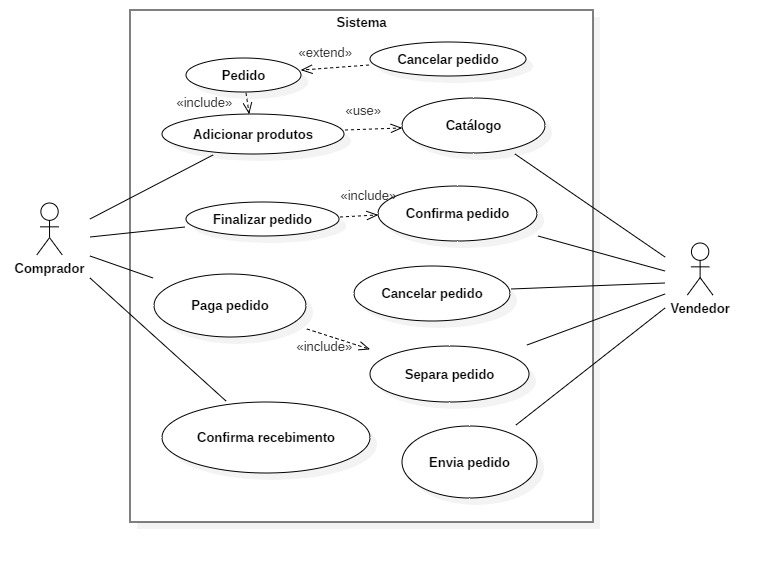 Sistema
«extend»
Cancelar pedido
Pedido
«include»
«use»
Adicionar produtos
Catálogo
«include»
Finalizar pedido
Confirma pedido
Comprador
Cancelar pedido
Vendedor
Paga pedido
«include»
Separa pedido
Confirma recebimento
Envia pedido